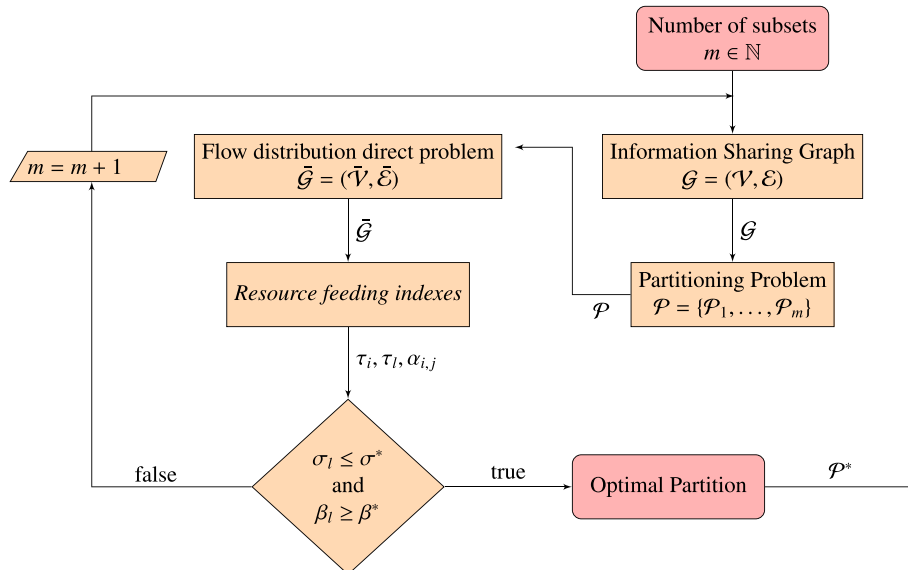 Number of subsets
m ∈ ℕ
m = m + 1
Flow distribution direct problem
𝒢̄ = (𝒱̄, ℰ̄)
Information Sharing Graph
𝒢 = (𝒱, ℰ)
𝒢̄
𝒢
Resource feeding indexes
Partitioning Problem
𝒫 = {𝒫₁, . . . , 𝒫ₘ}
𝒫
τᵢ, τₗ, αᵢ,ⱼ
σₗ ≤ σ*
and
βₗ ≥ β*
false
true
Optimal Partition
𝒫*